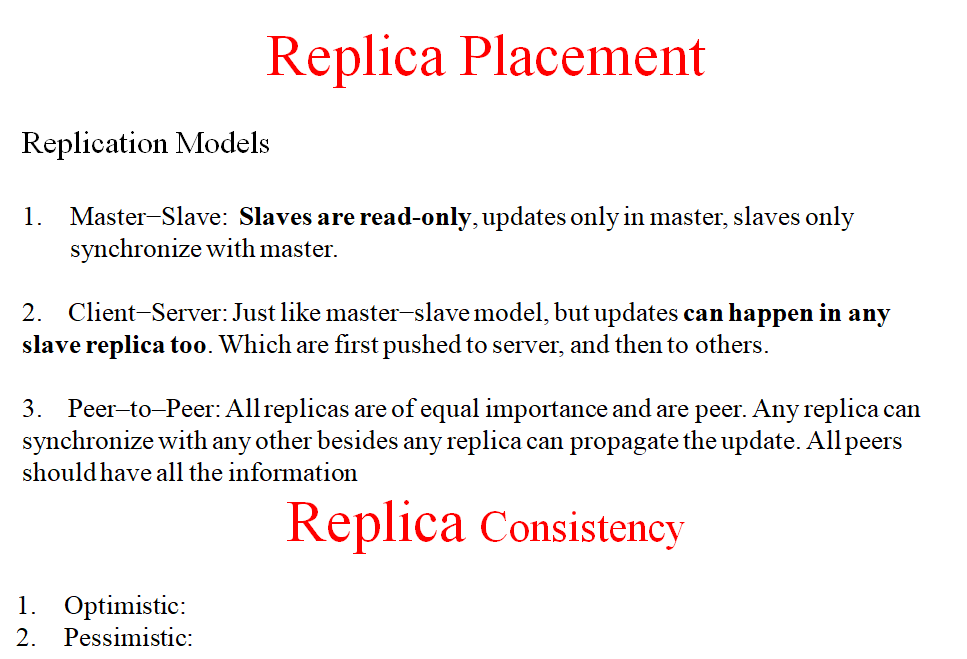 Replica Placement
Replication Models
1. Master−Slave: Slaves are read-only, updates only in master, slaves only
synchronize with master.
2. Client−Server: Just like master−slave model, but updates can happen in any
slave replica too. Which are first pushed to server, and then to others.
3. Peer–to–Peer: All replicas are of equal importance and are peer. Any replica can
synchronize with any other besides any replica can propagate the update. All peers
should have all the information
Replica Consistency
1. Optimistic:
2. Pessimistic: